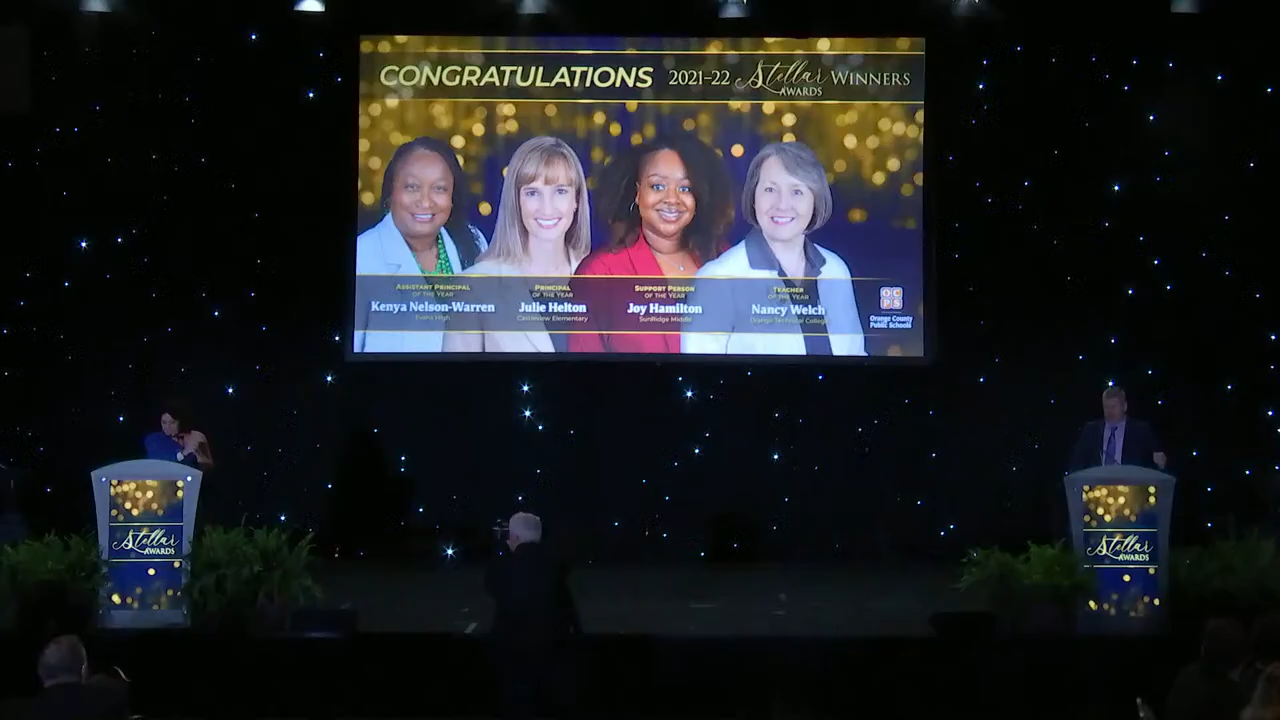 CONGRATULATIONS 2021-22 Stellar AWARDS WINNERS
ASSISTANT PRINCIPAL
OF THE YEAR
Kenya Nelson-Warren
Evans High
PRINCIPAL
OF THE YEAR
Julie Helton
Castleview Elementary
SUPPORT PERSON
OF THE YEAR
Joy Hamilton
SunRidge Middle
TEACHER
OF THE YEAR
Nancy Welch
Orange Technical College
OC
PS
Orange County
Public Schools
Stellar
AWARDS
Stellar
AWARDS